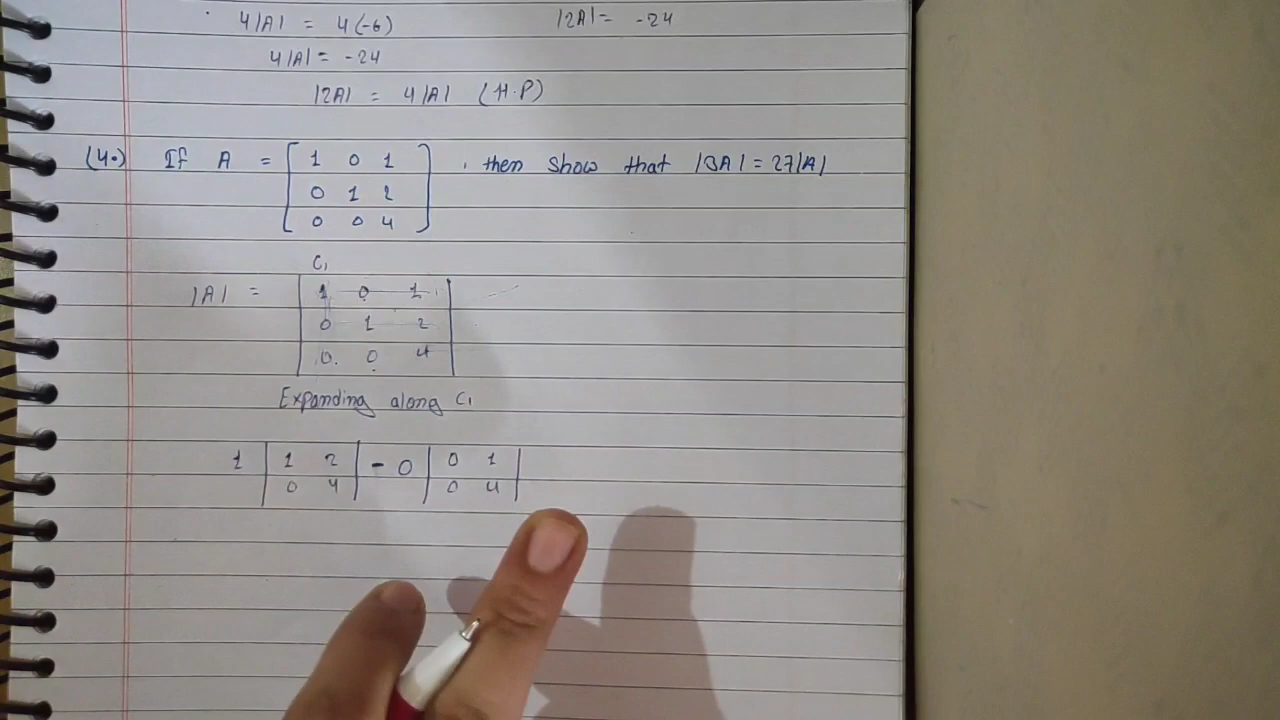 4|A| = 4(-6) |2A| = -24
4|A| = -24
|2A| = 4|A| (H.P)
(4.) If A = [ 1 0 1 ] , then show that |3A| = 27|A|
0 1 2
0 0 4
C₁
|A| = | 1 0 1 |
0 1 2
0 0 4
Expanding along C₁
1 | 1 2 | - 0 | 0 1 |
0 4 0 4